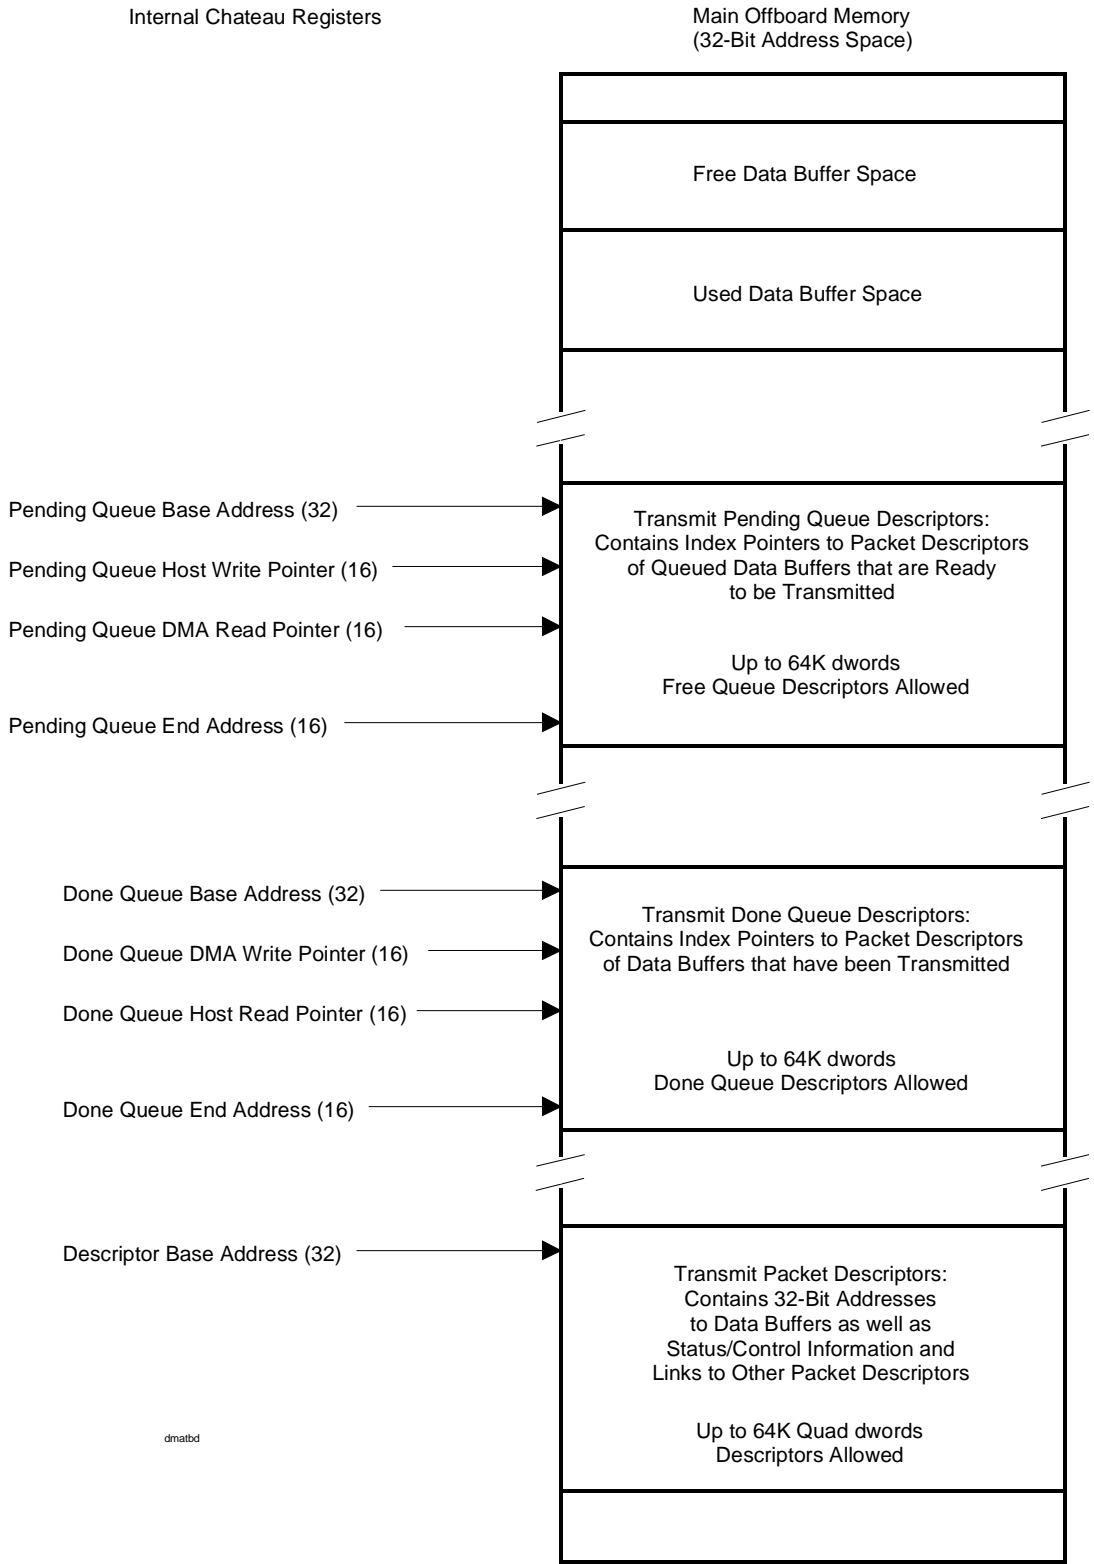 Internal Chateau Registers
Main Offboard Memory
(32-Bit Address Space)
Free Data Buffer Space
Used Data Buffer Space
Pending Queue Base Address (32)
Pending Queue Host Write Pointer (16)
Pending Queue DMA Read Pointer (16)
Pending Queue End Address (16)
Transmit Pending Queue Descriptors:
Contains Index Pointers to Packet Descriptors
of Queued Data Buffers that are Ready
to be Transmitted
Up to 64K dwords
Free Queue Descriptors Allowed
Done Queue Base Address (32)
Done Queue DMA Write Pointer (16)
Done Queue Host Read Pointer (16)
Done Queue End Address (16)
Transmit Done Queue Descriptors:
Contains Index Pointers to Packet Descriptors
of Data Buffers that have been Transmitted
Up to 64K dwords
Done Queue Descriptors Allowed
Descriptor Base Address (32)
Transmit Packet Descriptors:
Contains 32-Bit Addresses
to Data Buffers as well as
Status/Control Information and
Links to Other Packet Descriptors
Up to 64K Quad dwords
Descriptors Allowed
dmatbd